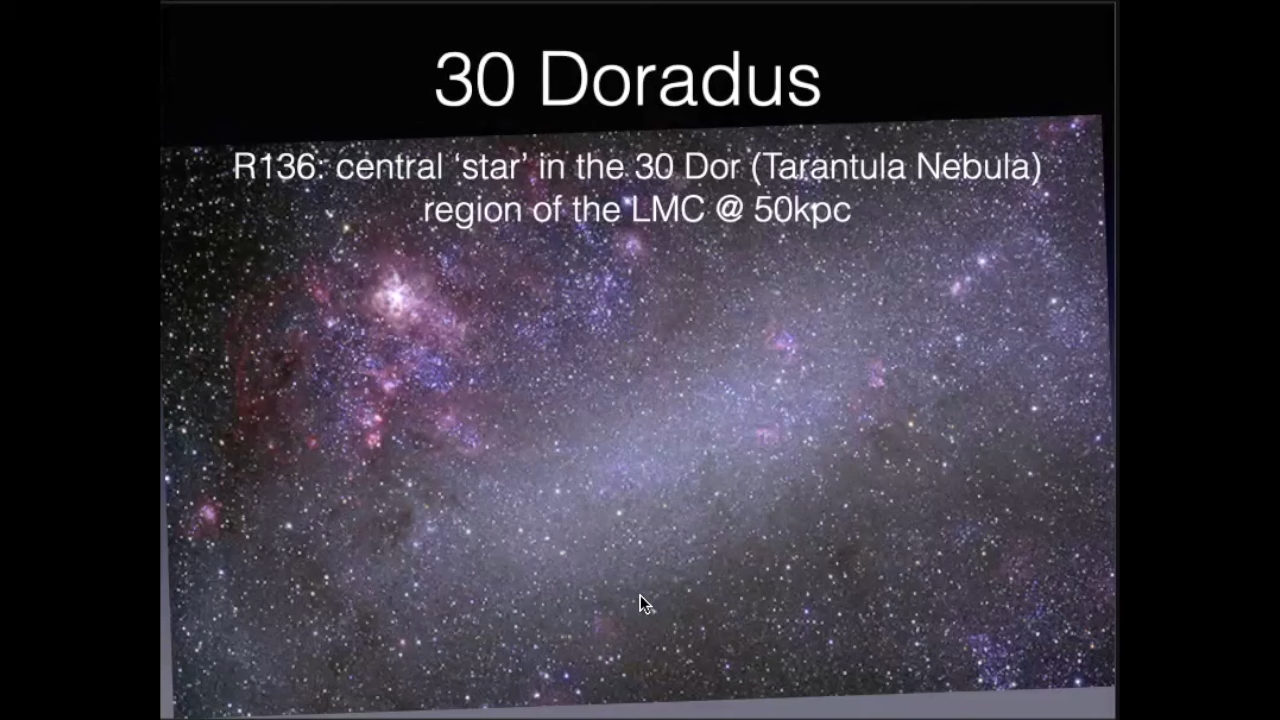 30 Doradus
R136: central ‘star’ in the 30 Dor (Tarantula Nebula)
region of the LMC @ 50kpc